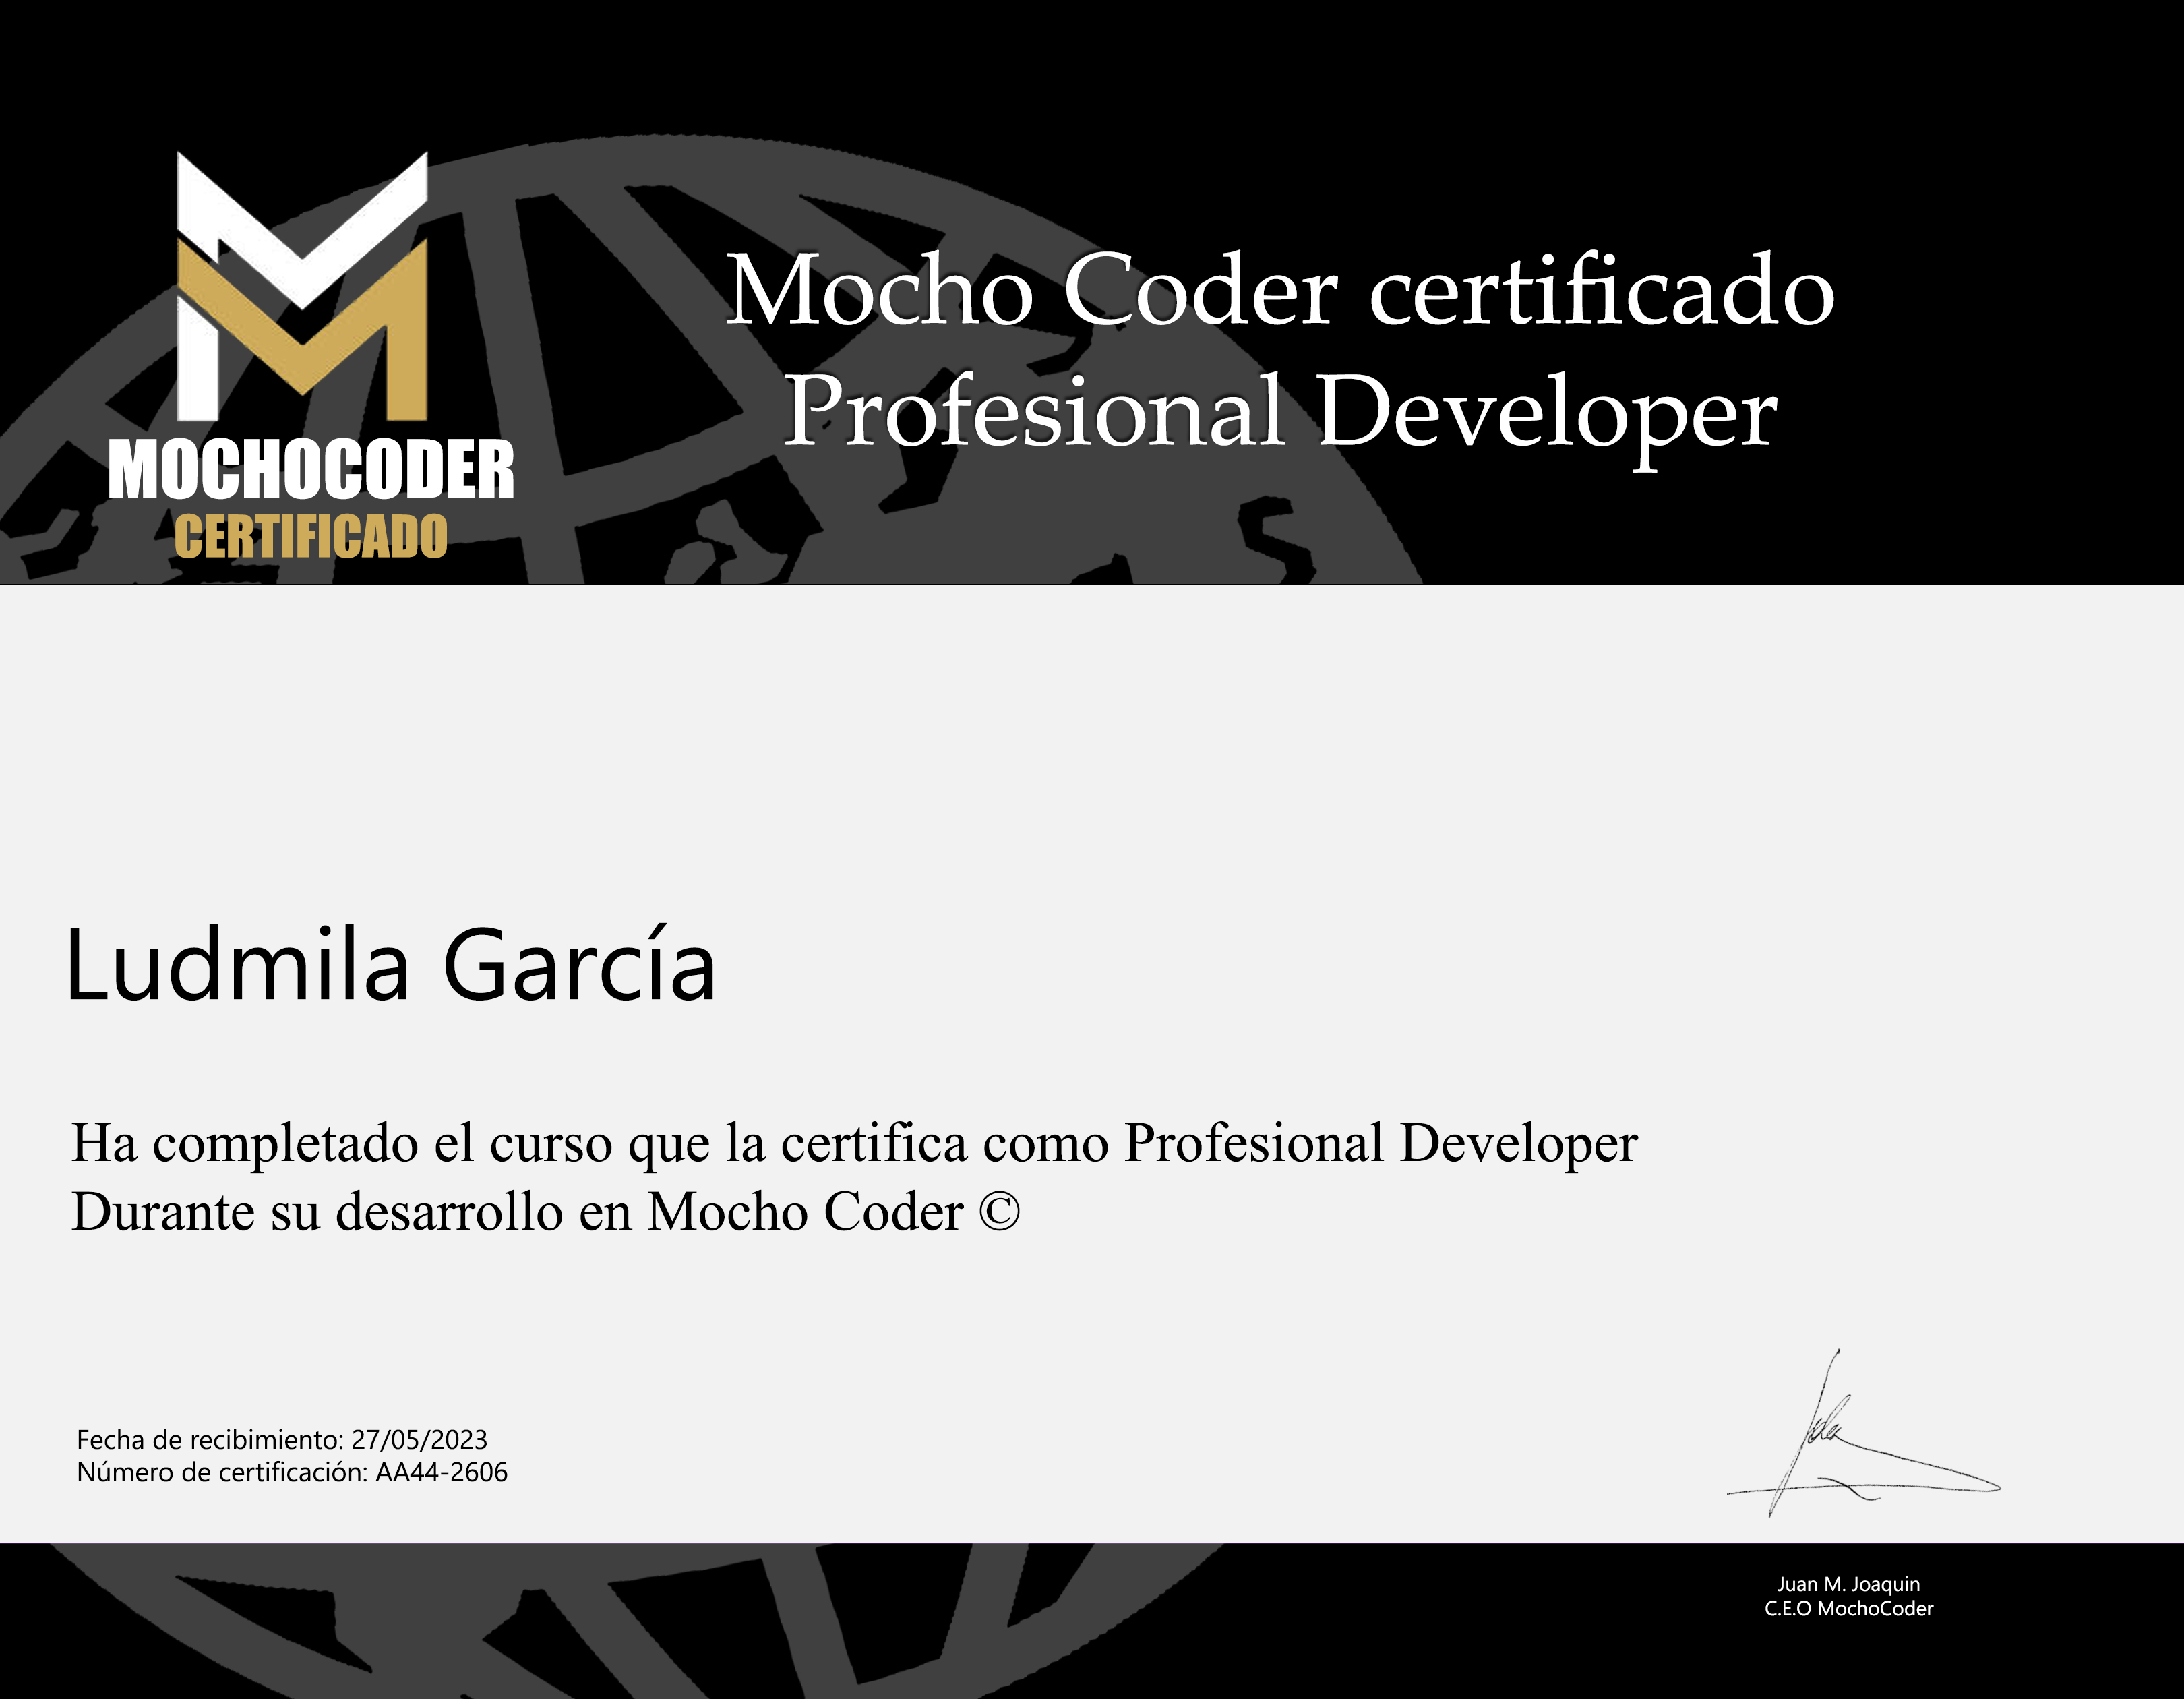 MOCHOCODER
CERTIFICADO
Mocho Coder certificado
Profesional Developer
Ludmila García
Ha completado el curso que la certifica como Profesional Developer
Durante su desarrollo en Mocho Coder ©
Fecha de recibimiento: 27/05/2023
Número de certificación: AA44-2606
Juan M. Joaquin
C.E.O MochoCoder